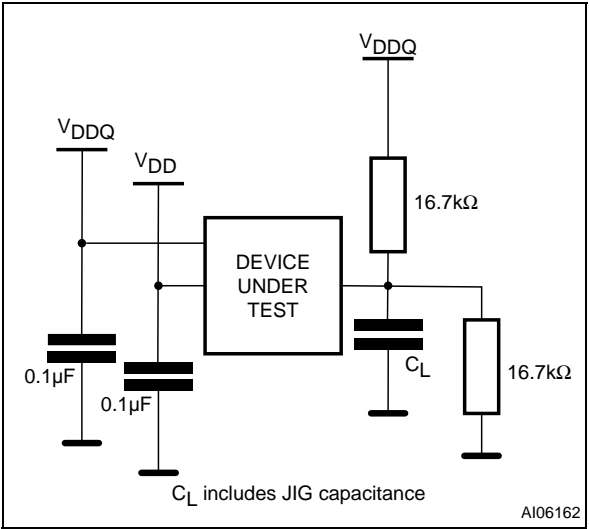 VDDQ
VDDQ
VDD
16.7kΩ
DEVICE
UNDER
TEST
CL
0.1µF
16.7kΩ
0.1µF
CL includes JIG capacitance
AI06162